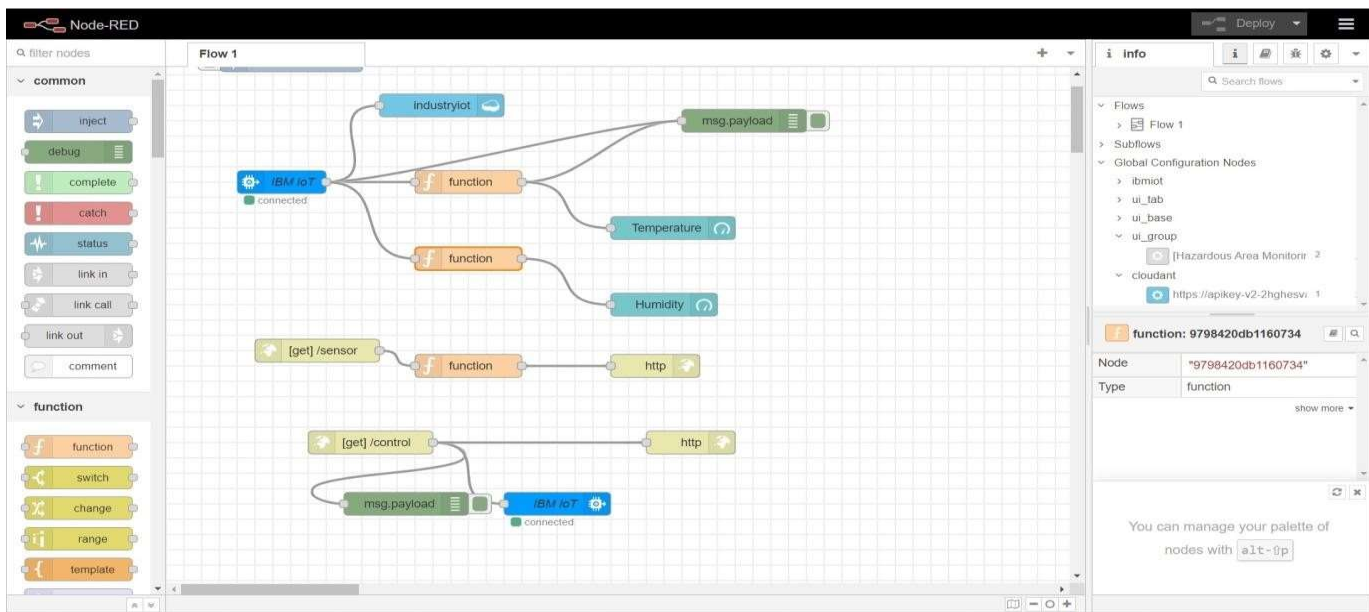 Node-RED
Deploy
filter nodes
common
inject
debug
complete
catch
status
link in
link call
link out
comment
function
function
switch
change
range
template
Flow 1
industryiot
msg.payload
IBM IoT
connected
function
Temperature
function
Humidity
[get] /sensor
function
http
[get] /control
http
msg.payload
IBM IoT
connected
i info
Search flows
Flows
Flow 1
Subflows
Global Configuration Nodes
ibmiot
ui_tab
ui_base
ui_group
[Hazardous Area Monitorir 2
cloudant
https://apikey-v2-2hghesv 1
function: 9798420db1160734
Node "9798420db1160734"
Type function
show more
You can manage your palette of
nodes with alt-⇧p